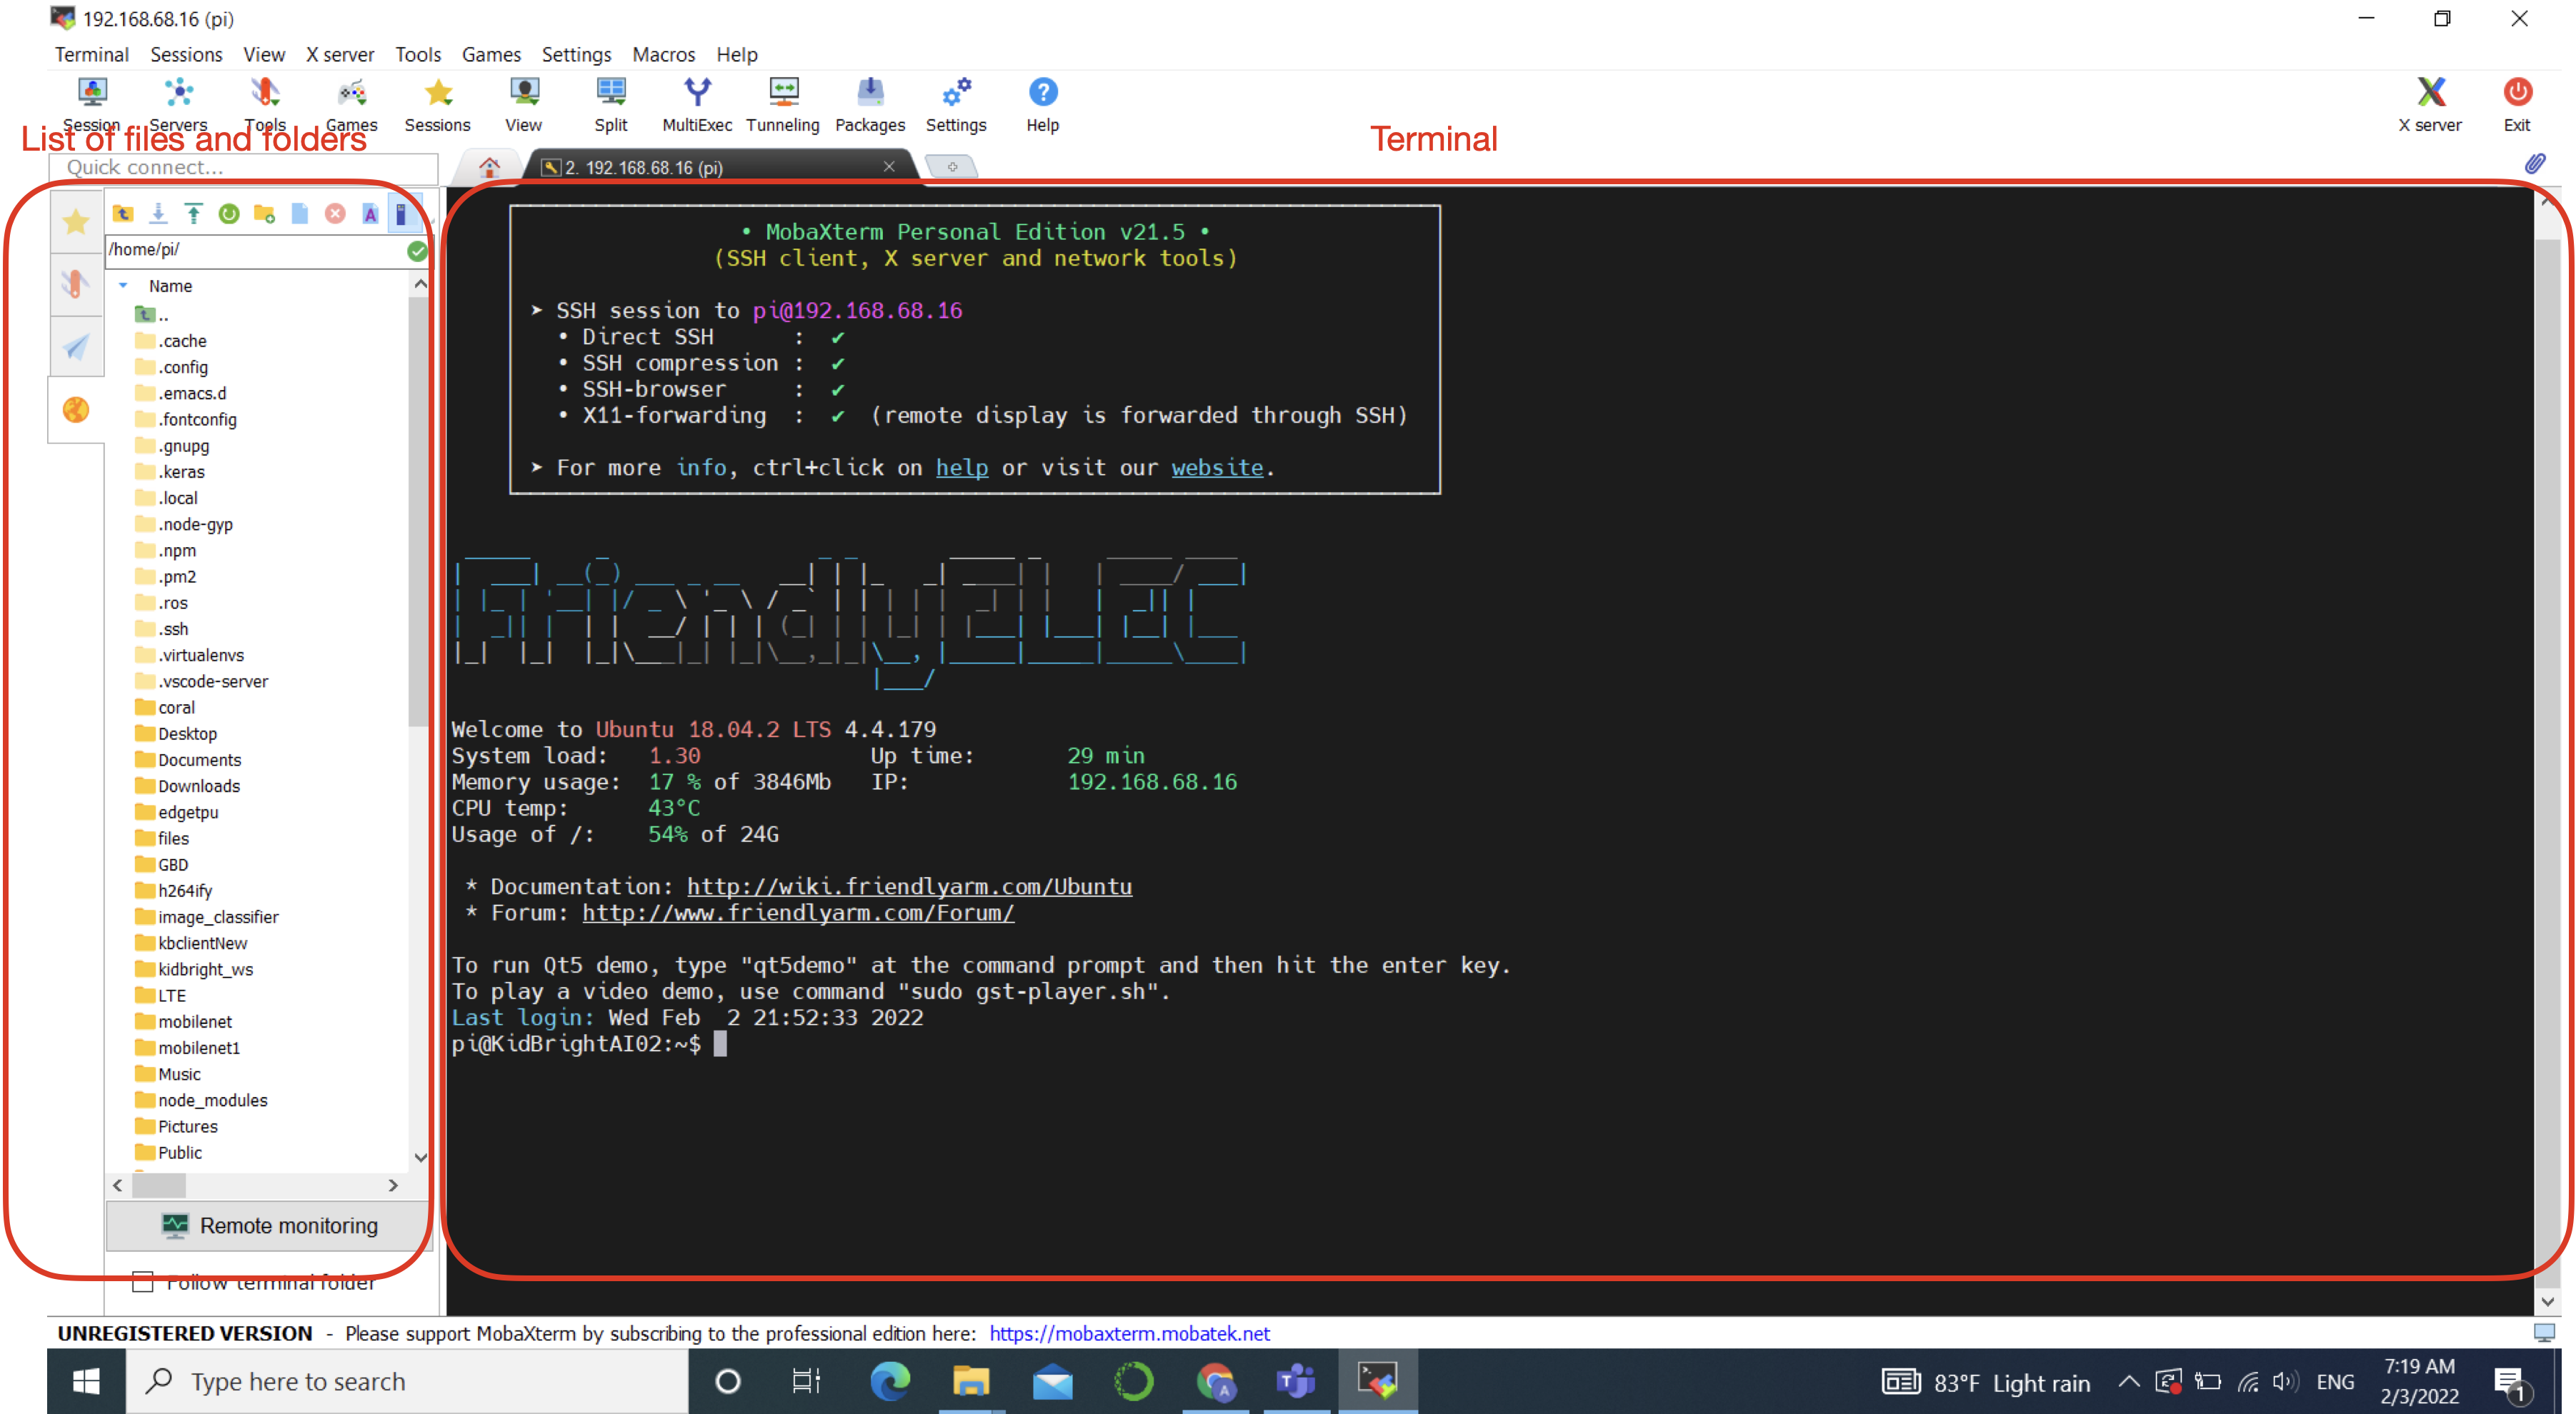 192.168.68.16 (pi)
Terminal Sessions View X server Tools Games Settings Macros Help
Session Servers Tools Games Sessions View Split MultiExec Tunneling Packages Settings Help X server Exit
List of files and folders
Terminal
Quick connect...
2. 192.168.68.16 (pi)
/home/pi/
Name
..
.cache
.config
.emacs.d
.fontconfig
.gnupg
.keras
.local
.node-gyp
.npm
.pm2
.ros
.ssh
.virtualenvs
.vscode-server
coral
Desktop
Documents
Downloads
edgetpu
files
GBD
h264ify
image_classifier
kbclientNew
kidbright_ws
LTE
mobilenet
mobilenet1
Music
node_modules
Pictures
Public
Remote monitoring
Follow terminal folder
• MobaXterm Personal Edition v21.5 •
(SSH client, X server and network tools)
➤ SSH session to pi@192.168.68.16
• Direct SSH : ✔
• SSH compression : ✔
• SSH-browser : ✔
• X11-forwarding : ✔ (remote display is forwarded through SSH)
➤ For more info, ctrl+click on help or visit our website.
FriendlyELEC
Welcome to Ubuntu 18.04.2 LTS 4.4.179
System load: 1.30 Up time: 29 min
Memory usage: 17 % of 3846Mb IP: 192.168.68.16
CPU temp: 43°C
Usage of /: 54% of 24G
* Documentation: http://wiki.friendlyarm.com/Ubuntu
* Forum: http://www.friendlyarm.com/Forum/
To run Qt5 demo, type "qt5demo" at the command prompt and then hit the enter key.
To play a video demo, use command "sudo gst-player.sh".
Last login: Wed Feb  2 21:52:33 2022
pi@KidBrightAI02:~$
UNREGISTERED VERSION - Please support MobaXterm by subscribing to the professional edition here: https://mobaxterm.mobatek.net
Type here to search
83°F Light rain
ENG
7:19 AM
2/3/2022
1